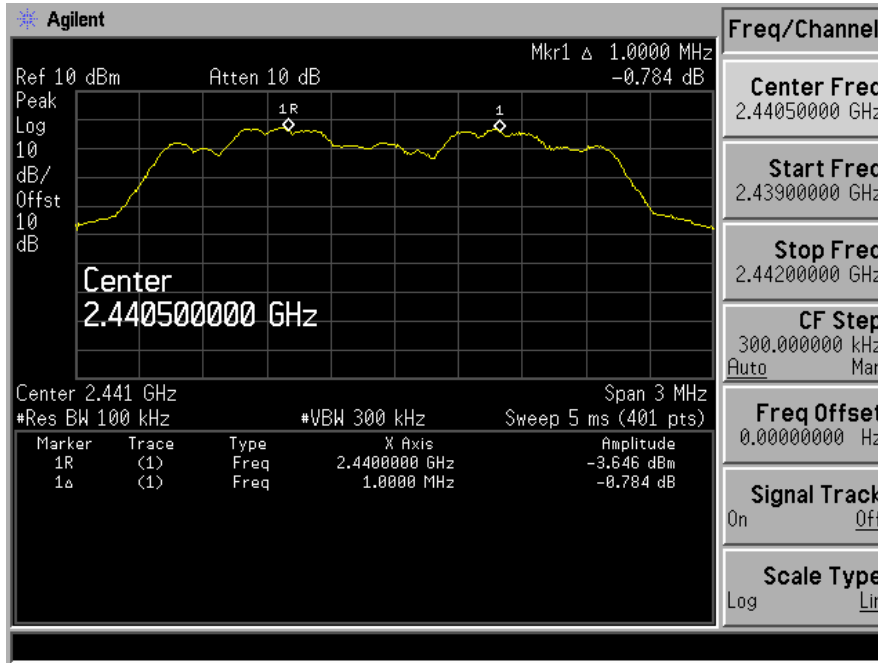 Agilent
Freq/Channel
Mkr1 Δ 1.0000 MHz
Ref 10 dBm Atten 10 dB -0.784 dB
Peak
Log
10
dB/
Offst
10
dB
1R
1
Center
2.440500000 GHz
Center 2.441 GHz Span 3 MHz
#Res BW 100 kHz #VBW 300 kHz Sweep 5 ms (401 pts)
Marker Trace Type X Axis Amplitude
1R (1) Freq 2.4400000 GHz -3.646 dBm
1Δ (1) Freq 1.0000 MHz -0.784 dB
Center Freq
2.44050000 GHz
Start Freq
2.43900000 GHz
Stop Freq
2.44200000 GHz
CF Step
300.000000 kHz
Auto Man
Freq Offset
0.00000000 Hz
Signal Track
On Off
Scale Type
Log Lin